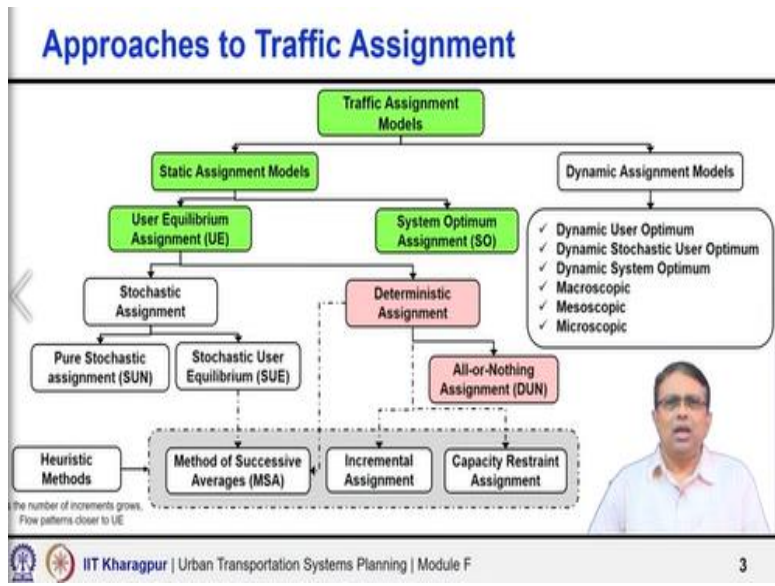 Approaches to Traffic Assignment
Traffic Assignment
Models
Static Assignment Models
Dynamic Assignment Models
User Equilibrium
Assignment (UE)
System Optimum
Assignment (SO)
✓ Dynamic User Optimum
✓ Dynamic Stochastic User Optimum
✓ Dynamic System Optimum
✓ Macroscopic
✓ Mesoscopic
✓ Microscopic
Stochastic
Assignment
Deterministic
Assignment
Pure Stochastic
assignment (SUN)
Stochastic User
Equilibrium (SUE)
All-or-Nothing
Assignment (DUN)
Heuristic
Methods
Method of Successive
Averages (MSA)
Incremental
Assignment
Capacity Restraint
Assignment
the number of increments grows,
Flow patterns closer to UE
IIT Kharagpur | Urban Transportation Systems Planning | Module F
3